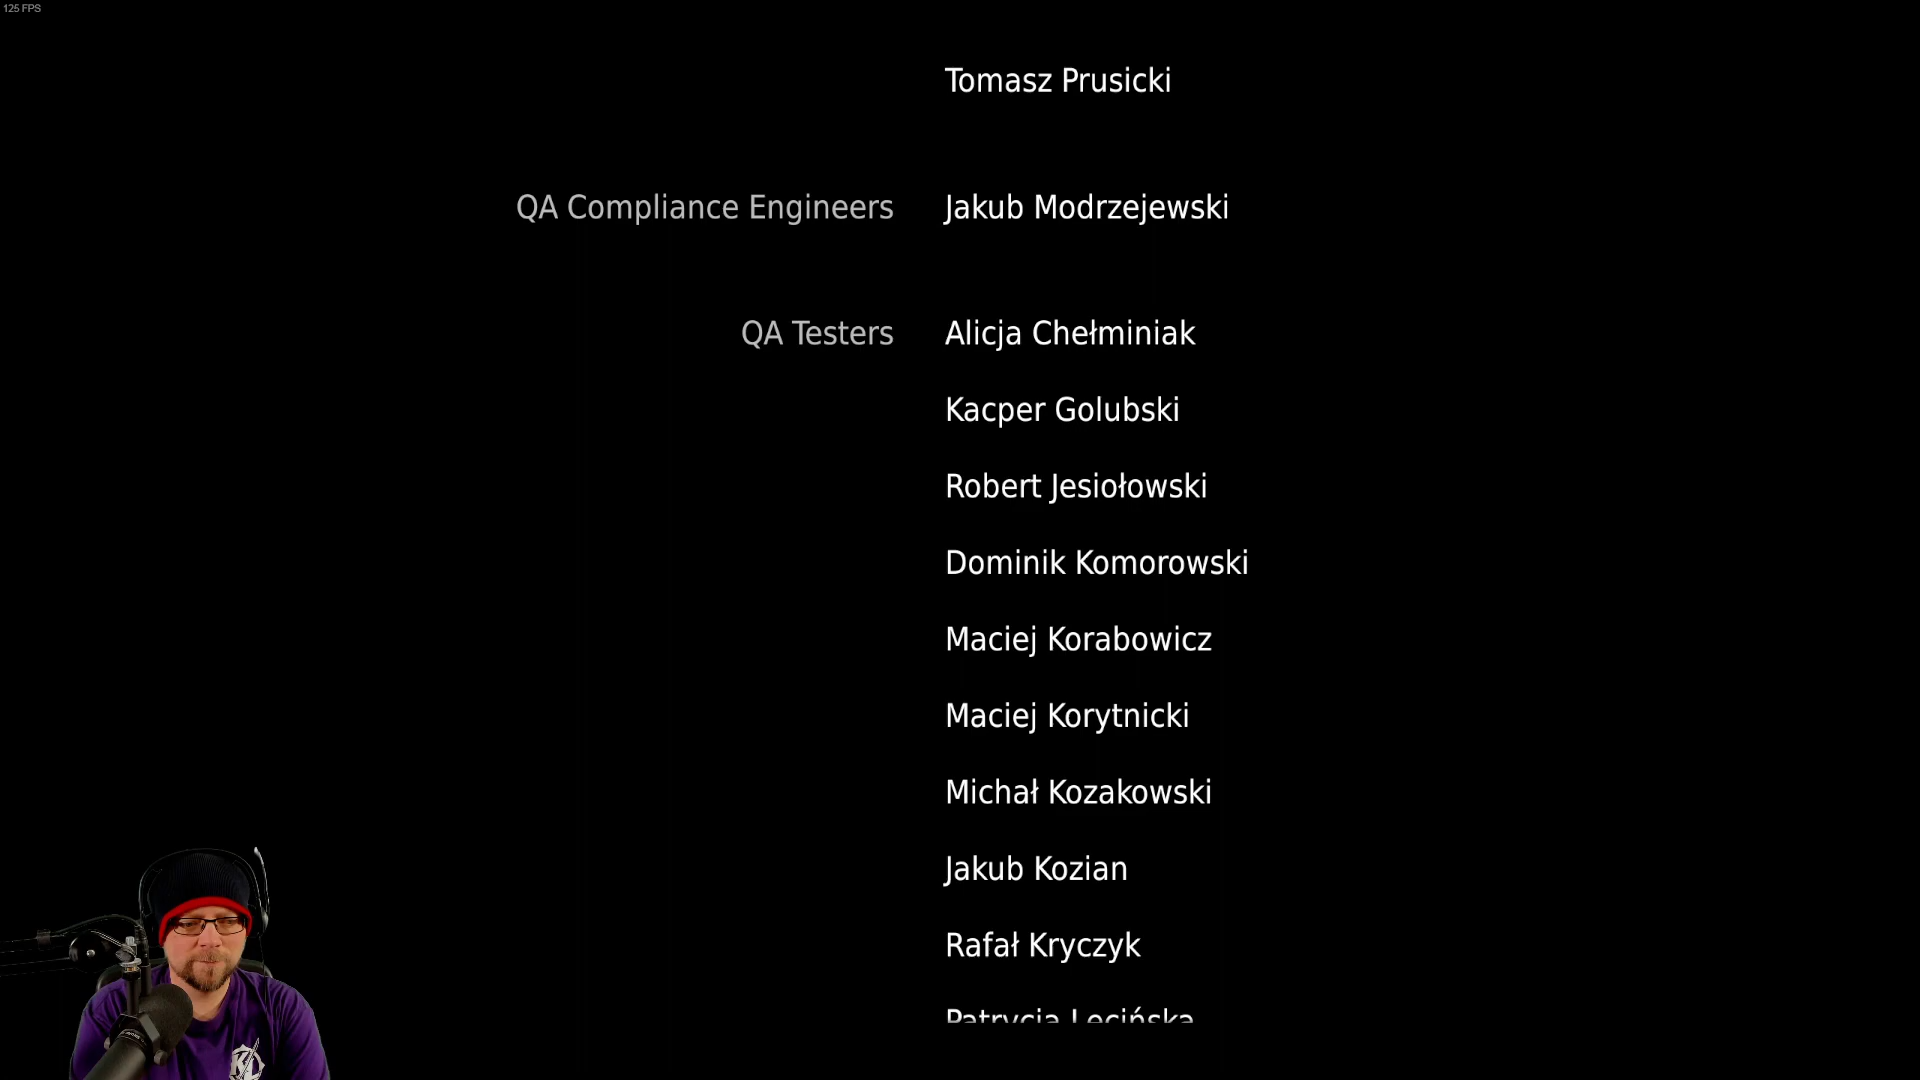 125 FPS
Tomasz Prusicki
QA Compliance Engineers Jakub Modrzejewski
QA Testers Alicja Chełminiak
Kacper Golubski
Robert Jesiołowski
Dominik Komorowski
Maciej Korabowicz
Maciej Korytnicki
Michał Kozakowski
Jakub Kozian
Rafał Kryczyk
Patrycja